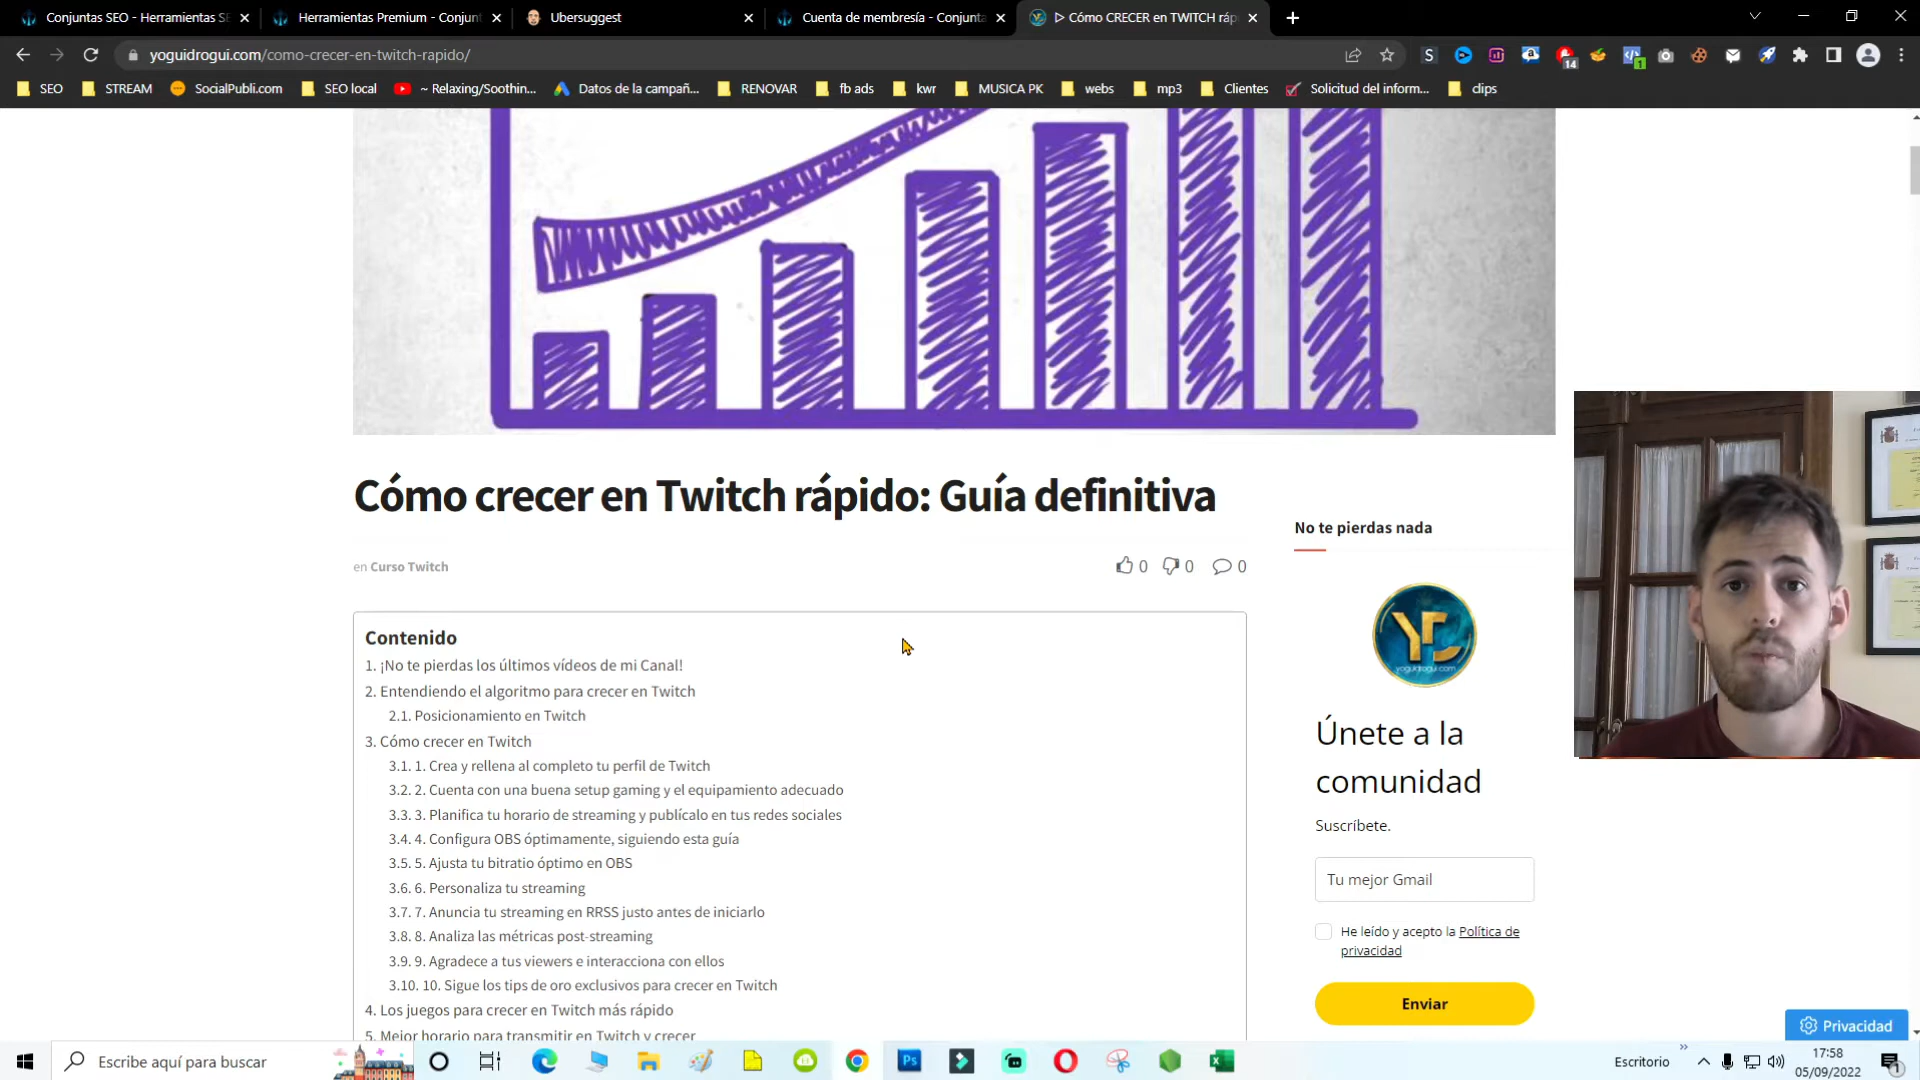 Conjuntas SEO - Herramientas SE
Herramientas Premium - Conjun
Ubersuggest
Cuenta de membresía - Conjunta
ᐅ Cómo CRECER en TWITCH ráp
yoguidrogui.com/como-crecer-en-twitch-rapido/
14
1
SEO
STREAM
SocialPubli.com
SEO local
~ Relaxing/Soothin...
Datos de la campañ...
RENOVAR
fb ads
kwr
MUSICA PK
webs
mp3
Clientes
Solicitud del inform...
clips
Cómo crecer en Twitch rápido: Guía definitiva
en Curso Twitch
0 0 0
Contenido
1. ¡No te pierdas los últimos vídeos de mi Canal!
2. Entendiendo el algoritmo para crecer en Twitch
2.1. Posicionamiento en Twitch
3. Cómo crecer en Twitch
3.1. 1. Crea y rellena al completo tu perfil de Twitch
3.2. 2. Cuenta con una buena setup gaming y el equipamiento adecuado
3.3. 3. Planifica tu horario de streaming y publícalo en tus redes sociales
3.4. 4. Configura OBS óptimamente, siguiendo esta guía
3.5. 5. Ajusta tu bitratio óptimo en OBS
3.6. 6. Personaliza tu streaming
3.7. 7. Anuncia tu streaming en RRSS justo antes de iniciarlo
3.8. 8. Analiza las métricas post-streaming
3.9. 9. Agradece a tus viewers e interacciona con ellos
3.10. 10. Sigue los tips de oro exclusivos para crecer en Twitch
4. Los juegos para crecer en Twitch más rápido
5. Mejor horario para transmitir en Twitch y crecer
No te pierdas nada
yoguidrogui.com
Únete a la
comunidad
Suscríbete.
Tu mejor Gmail
He leído y acepto la Política de
privacidad
Enviar
Privacidad
Escribe aquí para buscar
Ps
Escritorio
17:58
05/09/2022
1